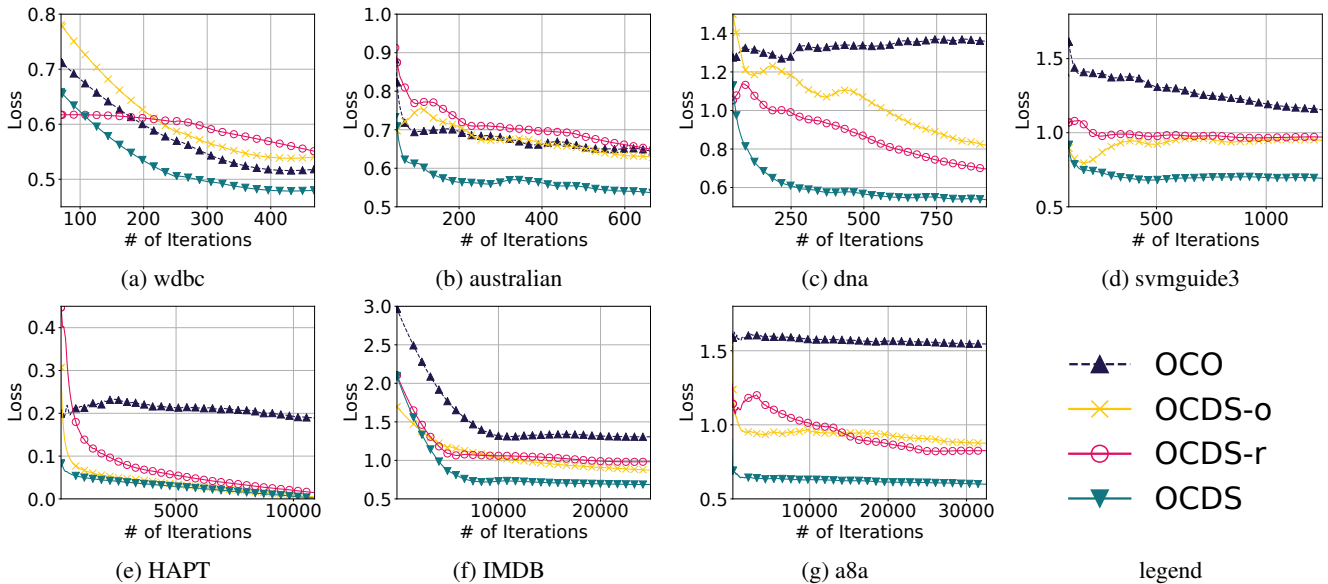 0.8
0.7
0.6
0.5
Loss
100
200
300
400
# of Iterations
(a) wdbc
1.0
0.9
0.8
0.7
0.6
0.5
Loss
200
400
600
# of Iterations
(b) australian
1.4
1.2
1.0
0.8
0.6
Loss
250
500
750
# of Iterations
(c) dna
1.5
1.0
0.5
Loss
500
1000
# of Iterations
(d) svmguide3
0.4
0.3
0.2
0.1
0.0
Loss
5000
10000
# of Iterations
(e) HAPT
3.0
2.5
2.0
1.5
1.0
0.5
Loss
10000
20000
# of Iterations
(f) IMDB
1.5
1.0
0.5
Loss
10000
20000
30000
# of Iterations
(g) a8a
OCO
OCDS-o
OCDS-r
OCDS
legend